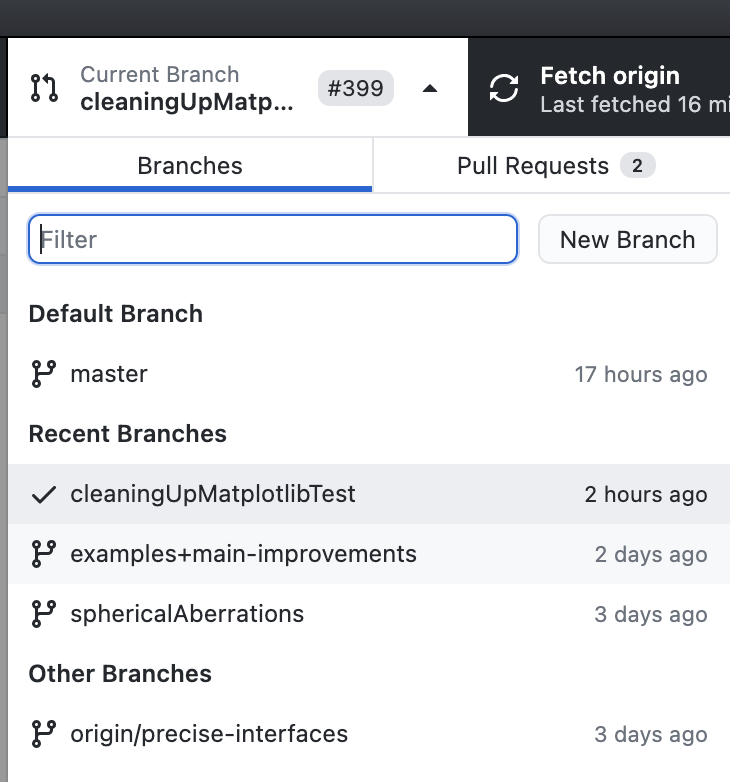 Current Branch
cleaningUpMatp...
#399
Fetch origin
Last fetched 16 mi
Branches
Pull Requests 2
Filter
New Branch
Default Branch
master 17 hours ago
Recent Branches
cleaningUpMatplotlibTest 2 hours ago
examples+main-improvements 2 days ago
sphericalAberrations 3 days ago
Other Branches
origin/precise-interfaces 3 days ago